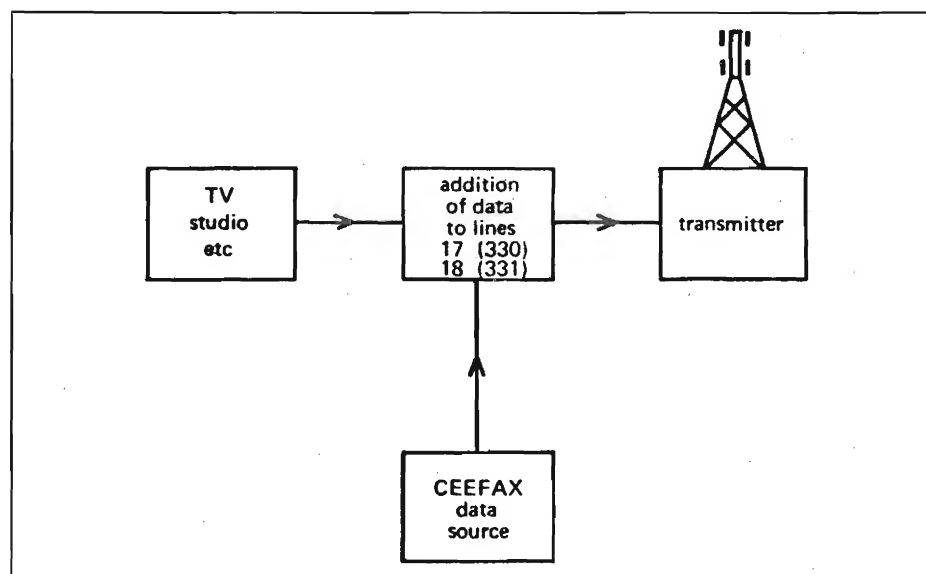 TV
studio
etc
addition
of data
to lines
17 (330)
18 (331)
transmitter
CEEFAX
data
source